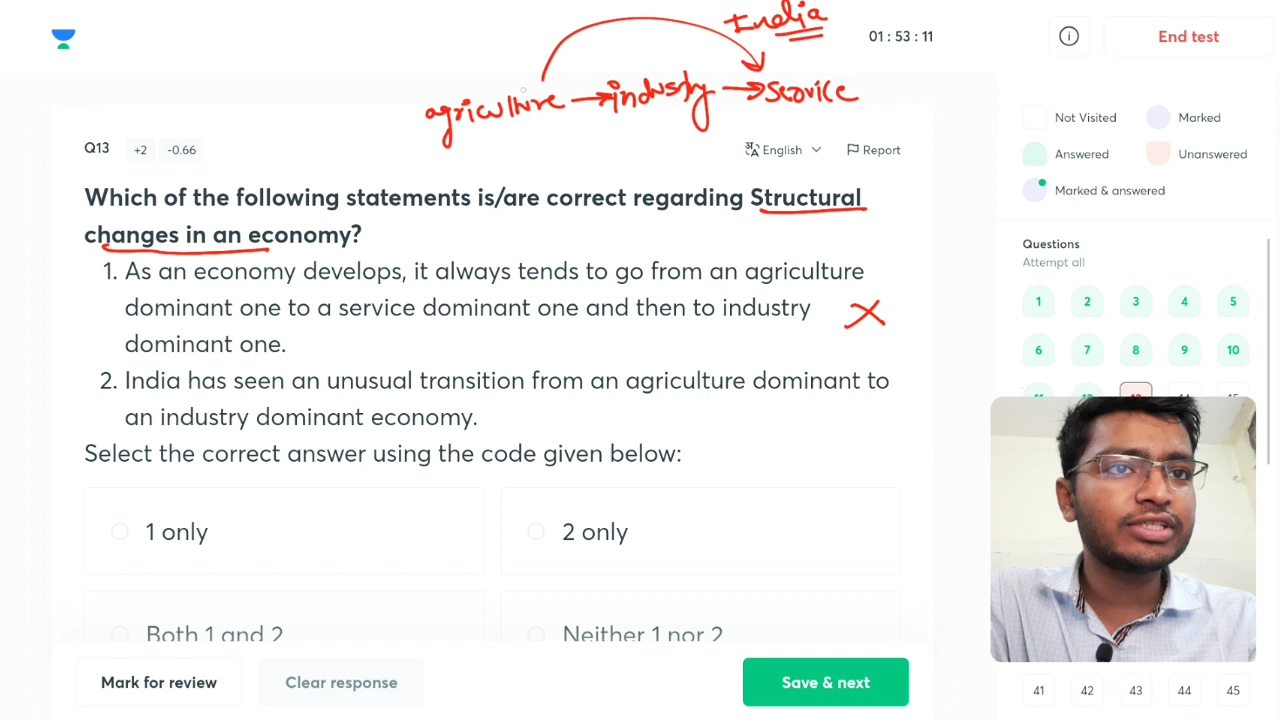 India
01 : 53 : 11
End test
agriculture → industry → service
Q13
+2
-0.66
English
Report
Which of the following statements is/are correct regarding Structural
changes in an economy?
1. As an economy develops, it always tends to go from an agriculture
dominant one to a service dominant one and then to industry
dominant one.
2. India has seen an unusual transition from an agriculture dominant to
an industry dominant economy.
Select the correct answer using the code given below:
1 only
2 only
Both 1 and 2
Neither 1 nor 2
Mark for review
Clear response
Save & next
Not Visited
Marked
Answered
Unanswered
Marked & answered
Questions
Attempt all
1 2 3 4 5
6 7 8 9 10
41 42 43 44 45